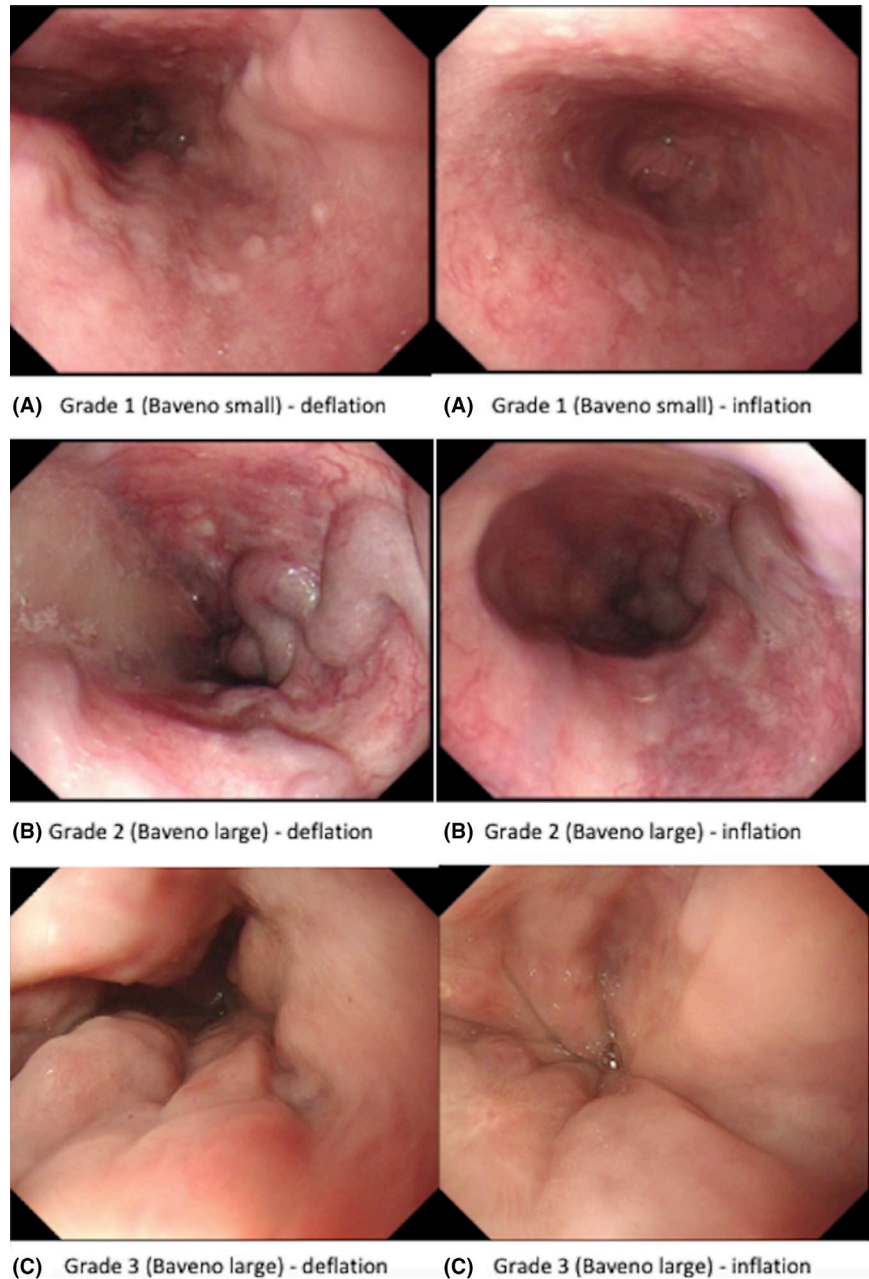 (A) Grade 1 (Baveno small) - deflation
(A) Grade 1 (Baveno small) - inflation
(B) Grade 2 (Baveno large) - deflation
(B) Grade 2 (Baveno large) - inflation
(C) Grade 3 (Baveno large) - deflation
(C) Grade 3 (Baveno large) - inflation